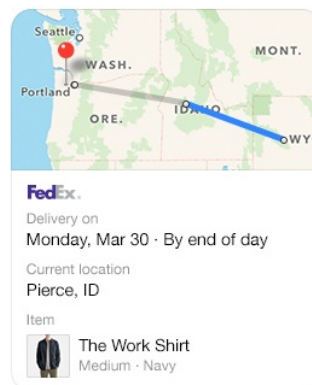 Seattle
WASH.
MONT.
Portland
IDAHO
ORE.
WY
FedEx.
Delivery on
Monday, Mar 30 · By end of day
Current location
Pierce, ID
Item
The Work Shirt
Medium · Navy